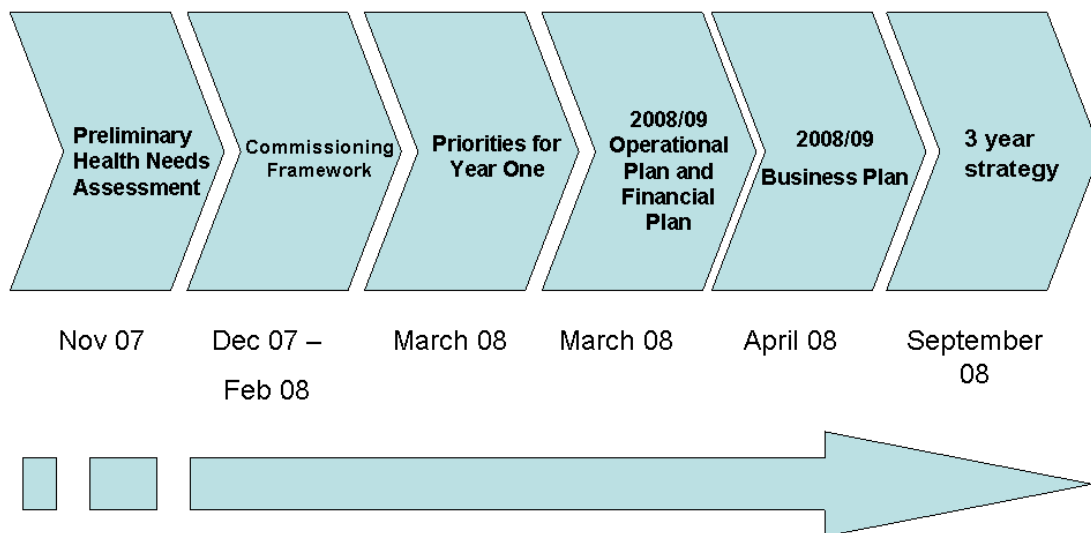 Preliminary
Health Needs
Assessment
Commissioning
Framework
Priorities for
Year One
2008/09
Operational
Plan and
Financial
Plan
2008/09
Business Plan
3 year
strategy
Nov 07
Dec 07 –
Feb 08
March 08
March 08
April 08
September
08